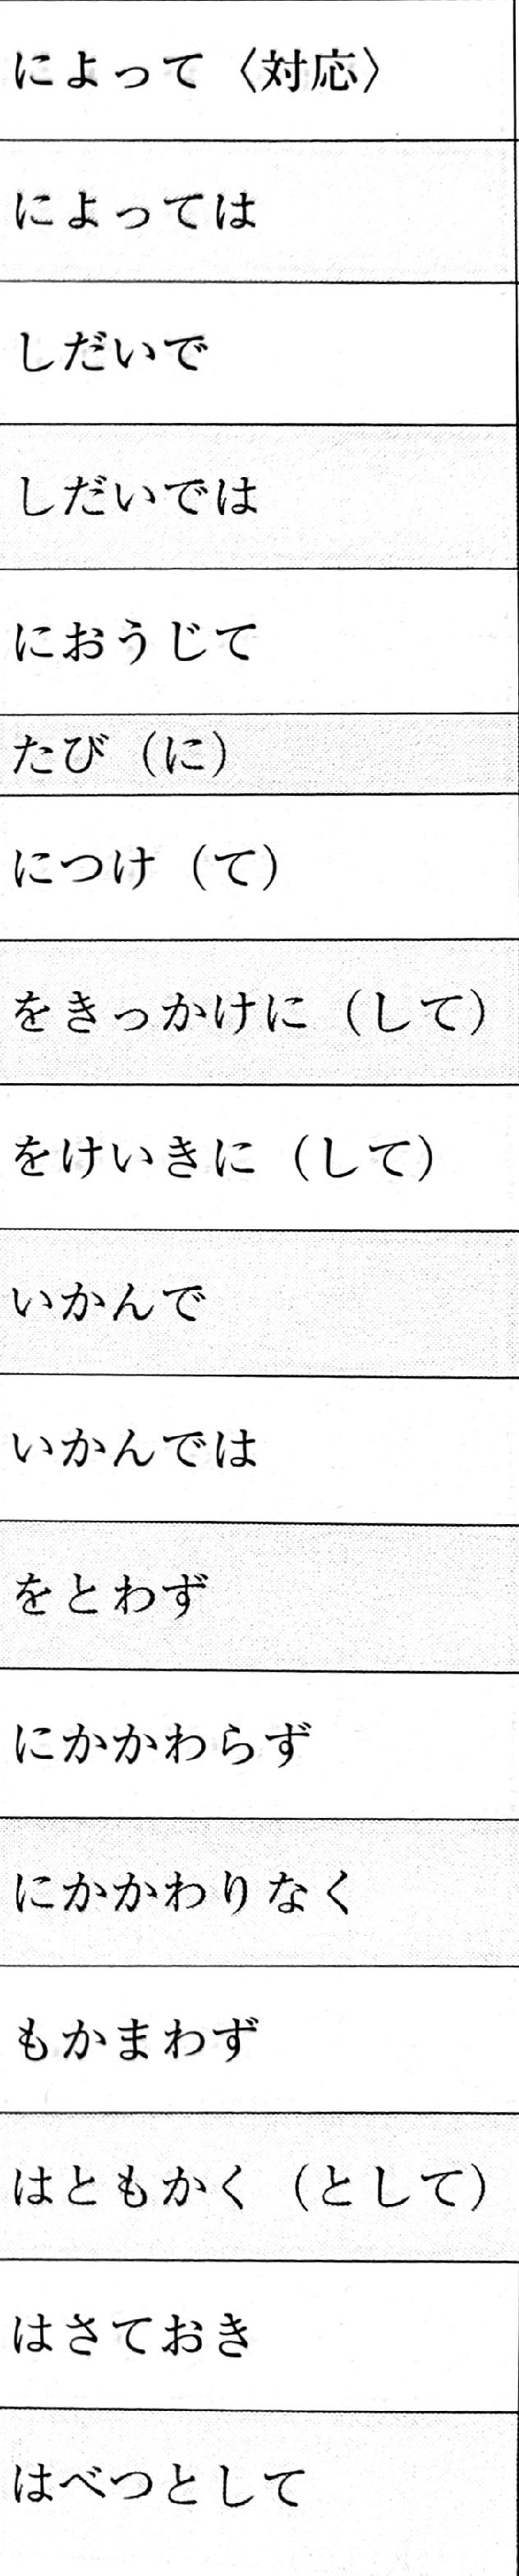 によって〈対応〉
によっては
しだいで
しだいでは
におうじて
たび（に）
につけ（て）
をきっかけに（して）
をけいきに（して）
いかんで
いかんでは
をとわず
にかかわらず
にかかわりなく
もかまわず
はともかく（として）
はさておき
はべつとして